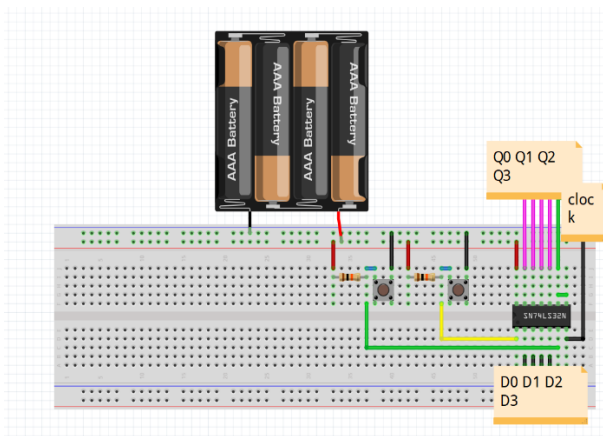 AAA Battery
AAA Battery
AAA Battery
AAA Battery
Q0 Q1 Q2
Q3
cloc
k
SN74LS32N
D0 D1 D2
D3